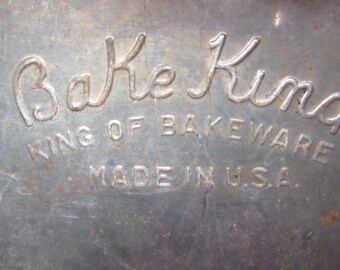 BaKe King
KING OF BAKEWARE
MADE IN U.S.A.